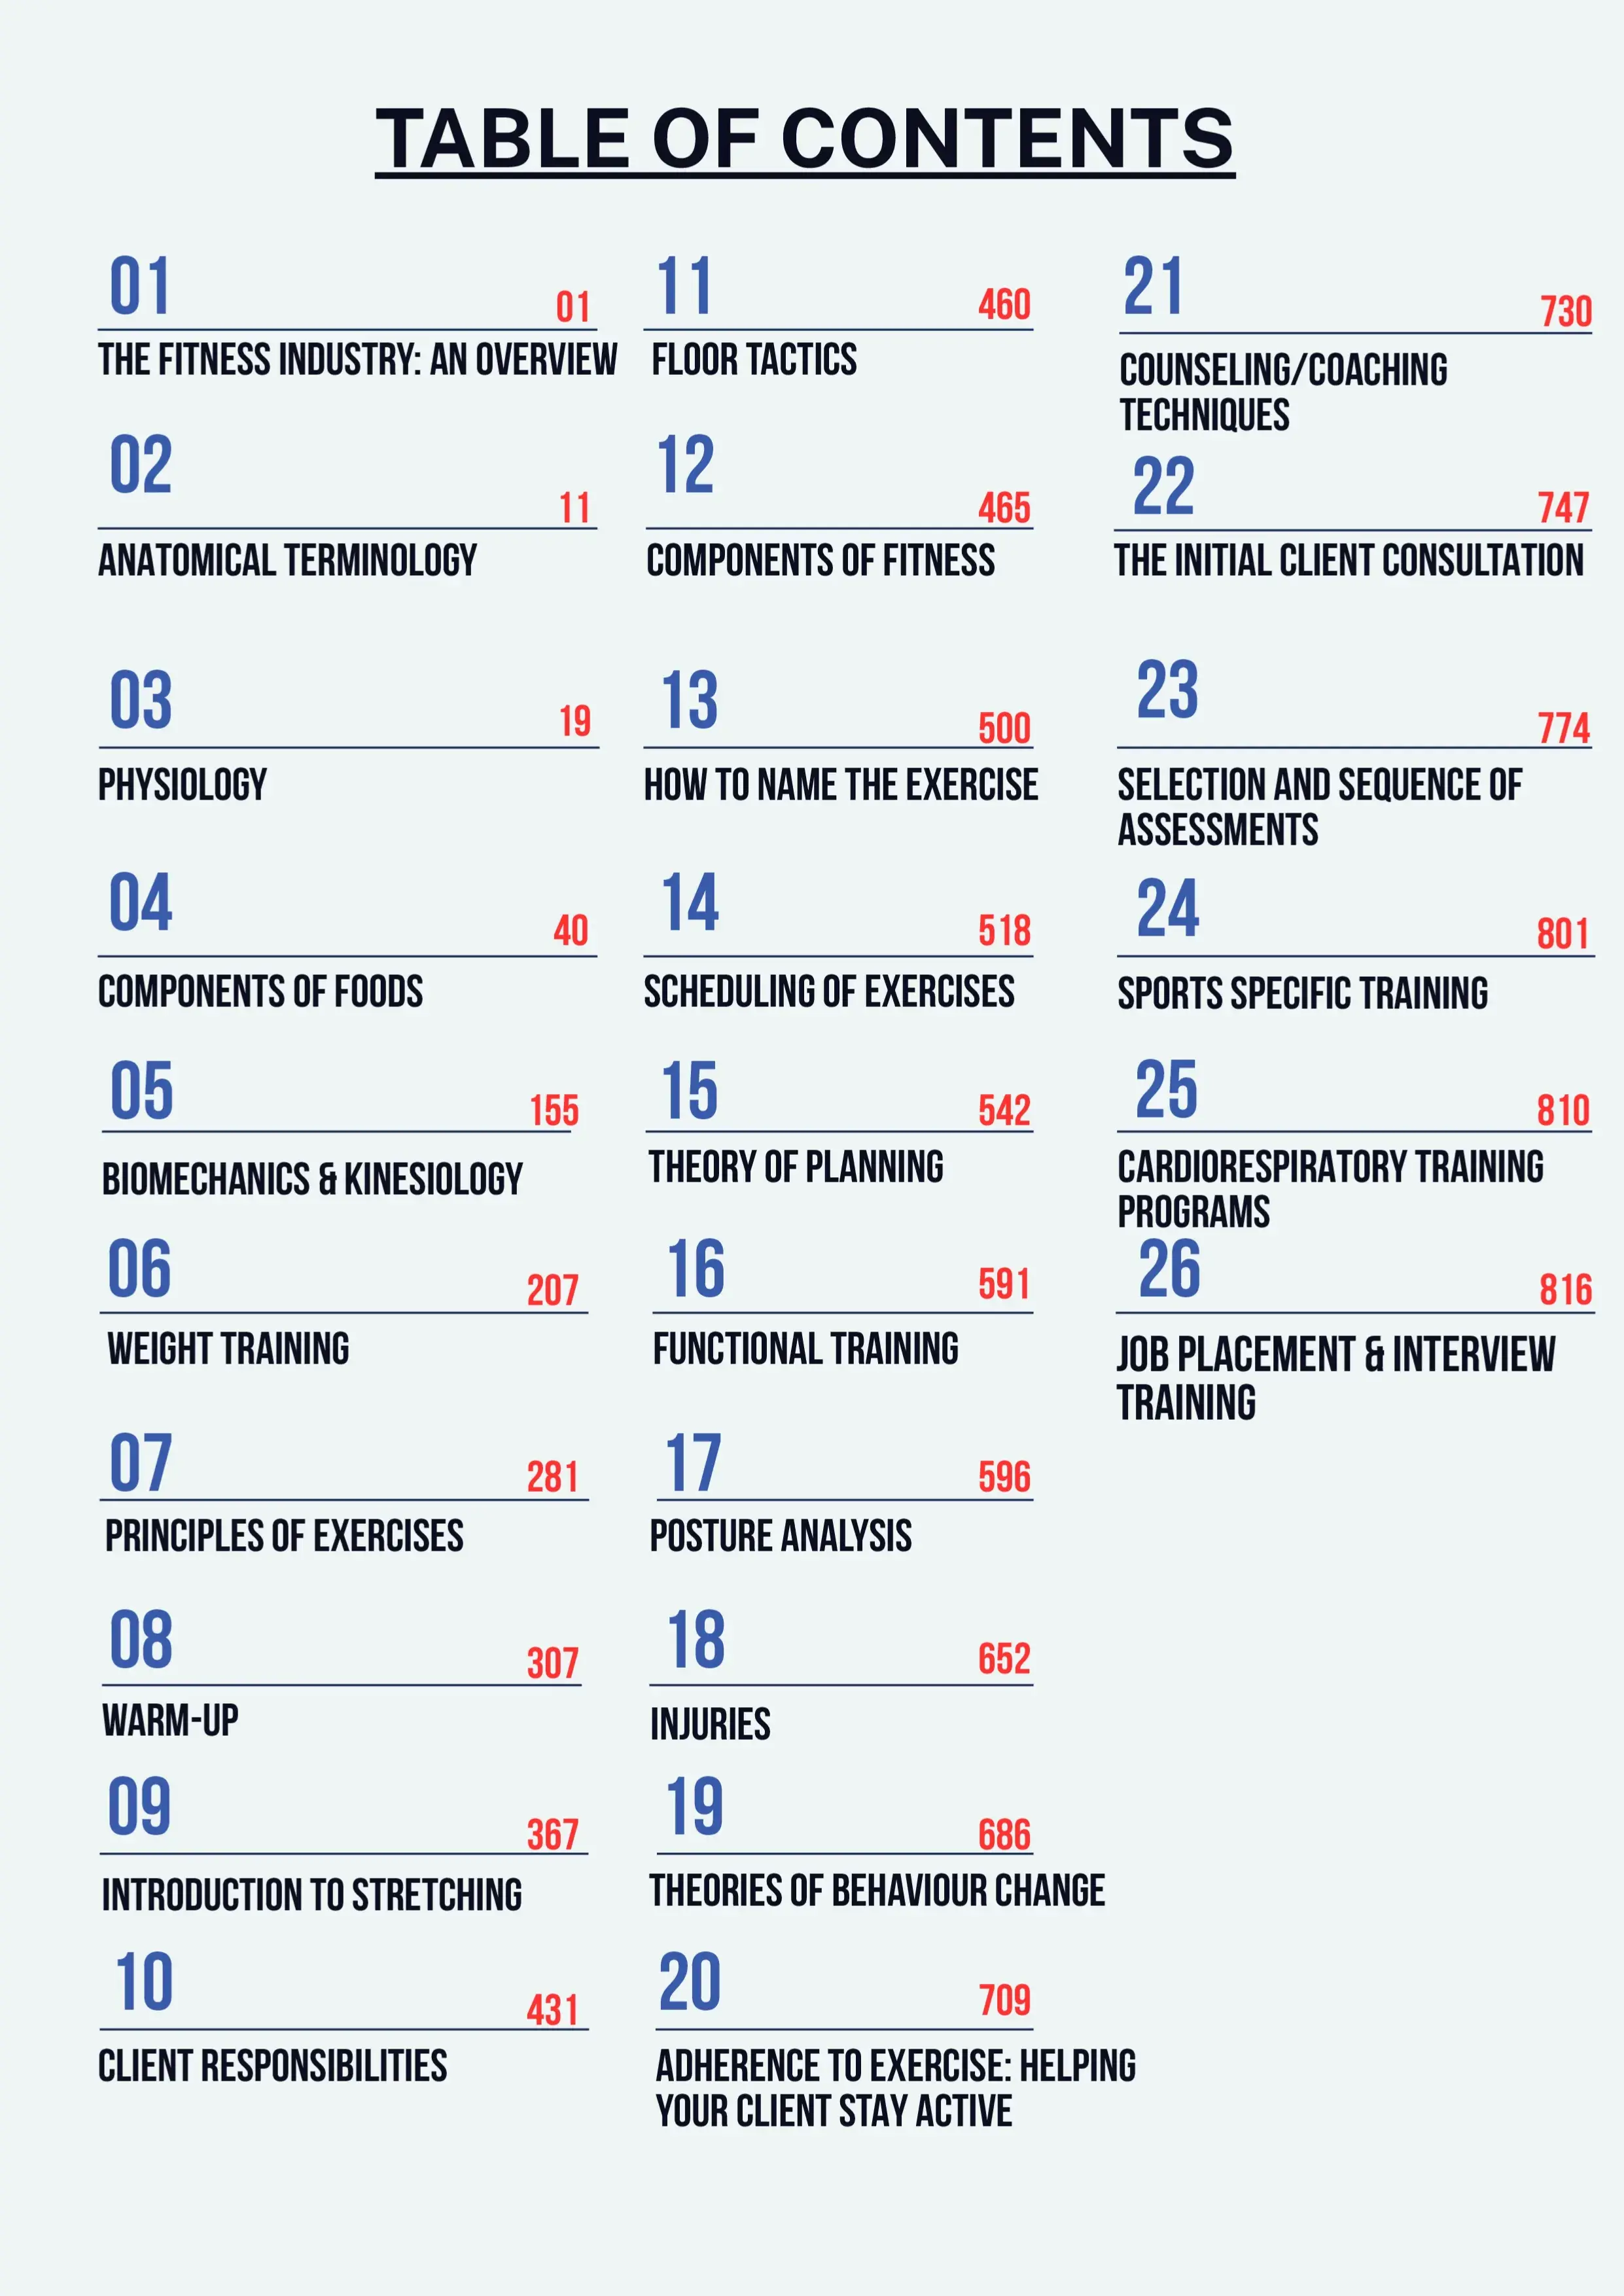 TABLE OF CONTENTS
01
01
THE FITNESS INDUSTRY: AN OVERVIEW
02
11
ANATOMICAL TERMINOLOGY
03
19
PHYSIOLOGY
04
40
COMPONENTS OF FOODS
05
155
BIOMECHANICS & KINESIOLOGY
06
207
WEIGHT TRAINING
07
281
PRINCIPLES OF EXERCISES
08
307
WARM-UP
09
367
INTRODUCTION TO STRETCHING
10
431
CLIENT RESPONSIBILITIES
11
460
FLOOR TACTICS
12
465
COMPONENTS OF FITNESS
13
500
HOW TO NAME THE EXERCISE
14
518
SCHEDULING OF EXERCISES
15
542
THEORY OF PLANNING
16
591
FUNCTIONAL TRAINING
17
596
POSTURE ANALYSIS
18
652
INJURIES
19
686
THEORIES OF BEHAVIOUR CHANGE
20
709
ADHERENCE TO EXERCISE: HELPING
YOUR CLIENT STAY ACTIVE
21
730
COUNSELING/COACHING
TECHNIQUES
22
747
THE INITIAL CLIENT CONSULTATION
23
774
SELECTION AND SEQUENCE OF
ASSESSMENTS
24
801
SPORTS SPECIFIC TRAINING
25
810
CARDIORESPIRATORY TRAINING
PROGRAMS
26
816
JOB PLACEMENT & INTERVIEW
TRAINING